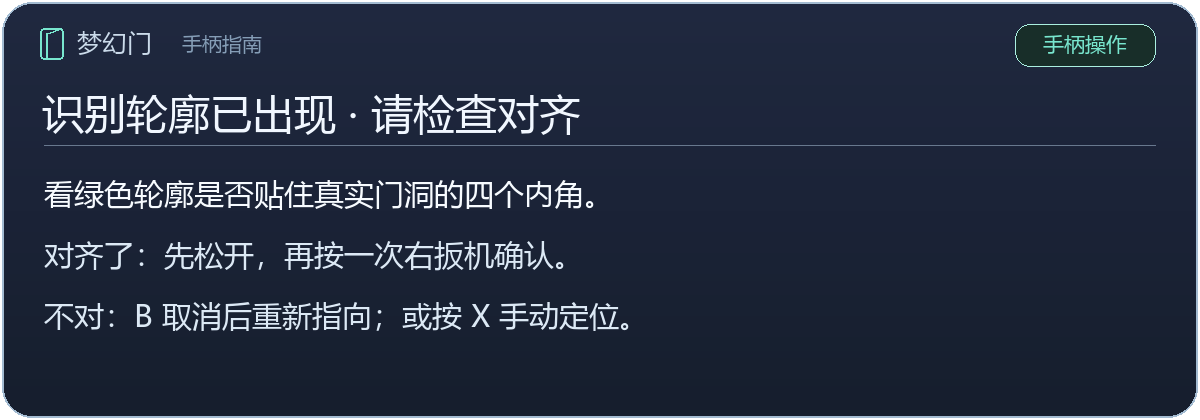 梦幻门 手柄指南 手柄操作
识别轮廓已出现 · 请检查对齐
看绿色轮廓是否贴住真实门洞的四个内角。
对齐了：先松开，再按一次右扳机确认。
不对：B 取消后重新指向；或按 X 手动定位。